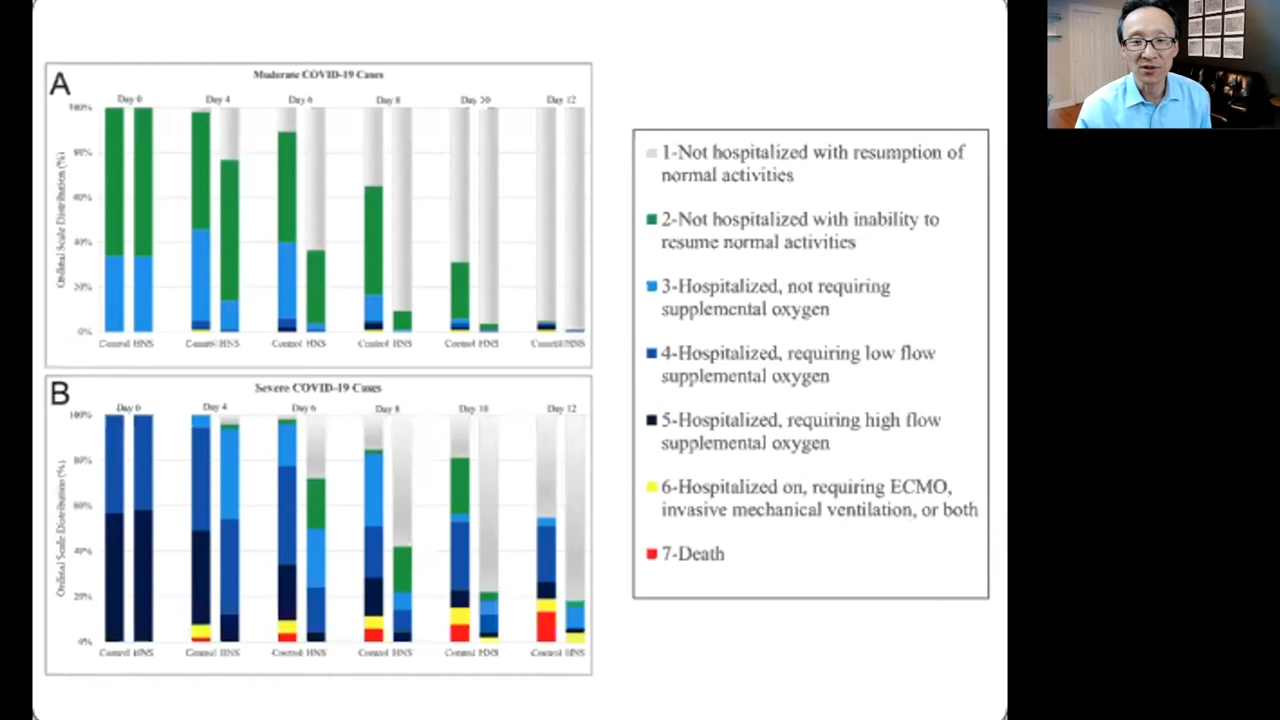 A
Moderate COVID-19 Cases
Day 0 Day 4 Day 6 Day 8 Day 10 Day 12
100%
80%
60%
40%
20%
0%
Ordinal Scale Distribution (%)
Control HNS Control HNS Control HNS Control HNS Control HNS Control HNS
B
Severe COVID-19 Cases
Day 0 Day 4 Day 6 Day 8 Day 10 Day 12
100%
80%
60%
40%
20%
0%
Ordinal Scale Distribution (%)
Control HNS Control HNS Control HNS Control HNS Control HNS Control HNS
1-Not hospitalized with resumption of
normal activities
2-Not hospitalized with inability to
resume normal activities
3-Hospitalized, not requiring
supplemental oxygen
4-Hospitalized, requiring low flow
supplemental oxygen
5-Hospitalized, requiring high flow
supplemental oxygen
6-Hospitalized on, requiring ECMO,
invasive mechanical ventilation, or both
7-Death